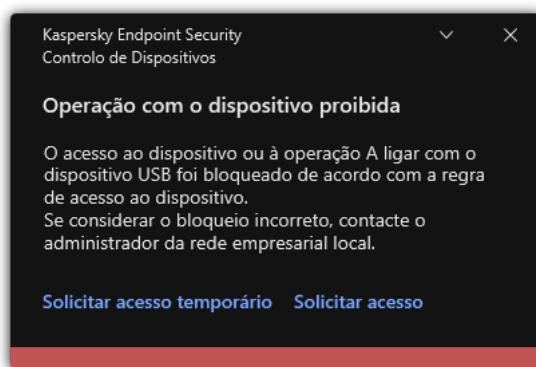 Kaspersky Endpoint Security
Controlo de Dispositivos
Operação com o dispositivo proibida
O acesso ao dispositivo ou à operação A ligar com o
dispositivo USB foi bloqueado de acordo com a regra
de acesso ao dispositivo.
Se considerar o bloqueio incorreto, contacte o
administrador da rede empresarial local.
Solicitar acesso temporário Solicitar acesso